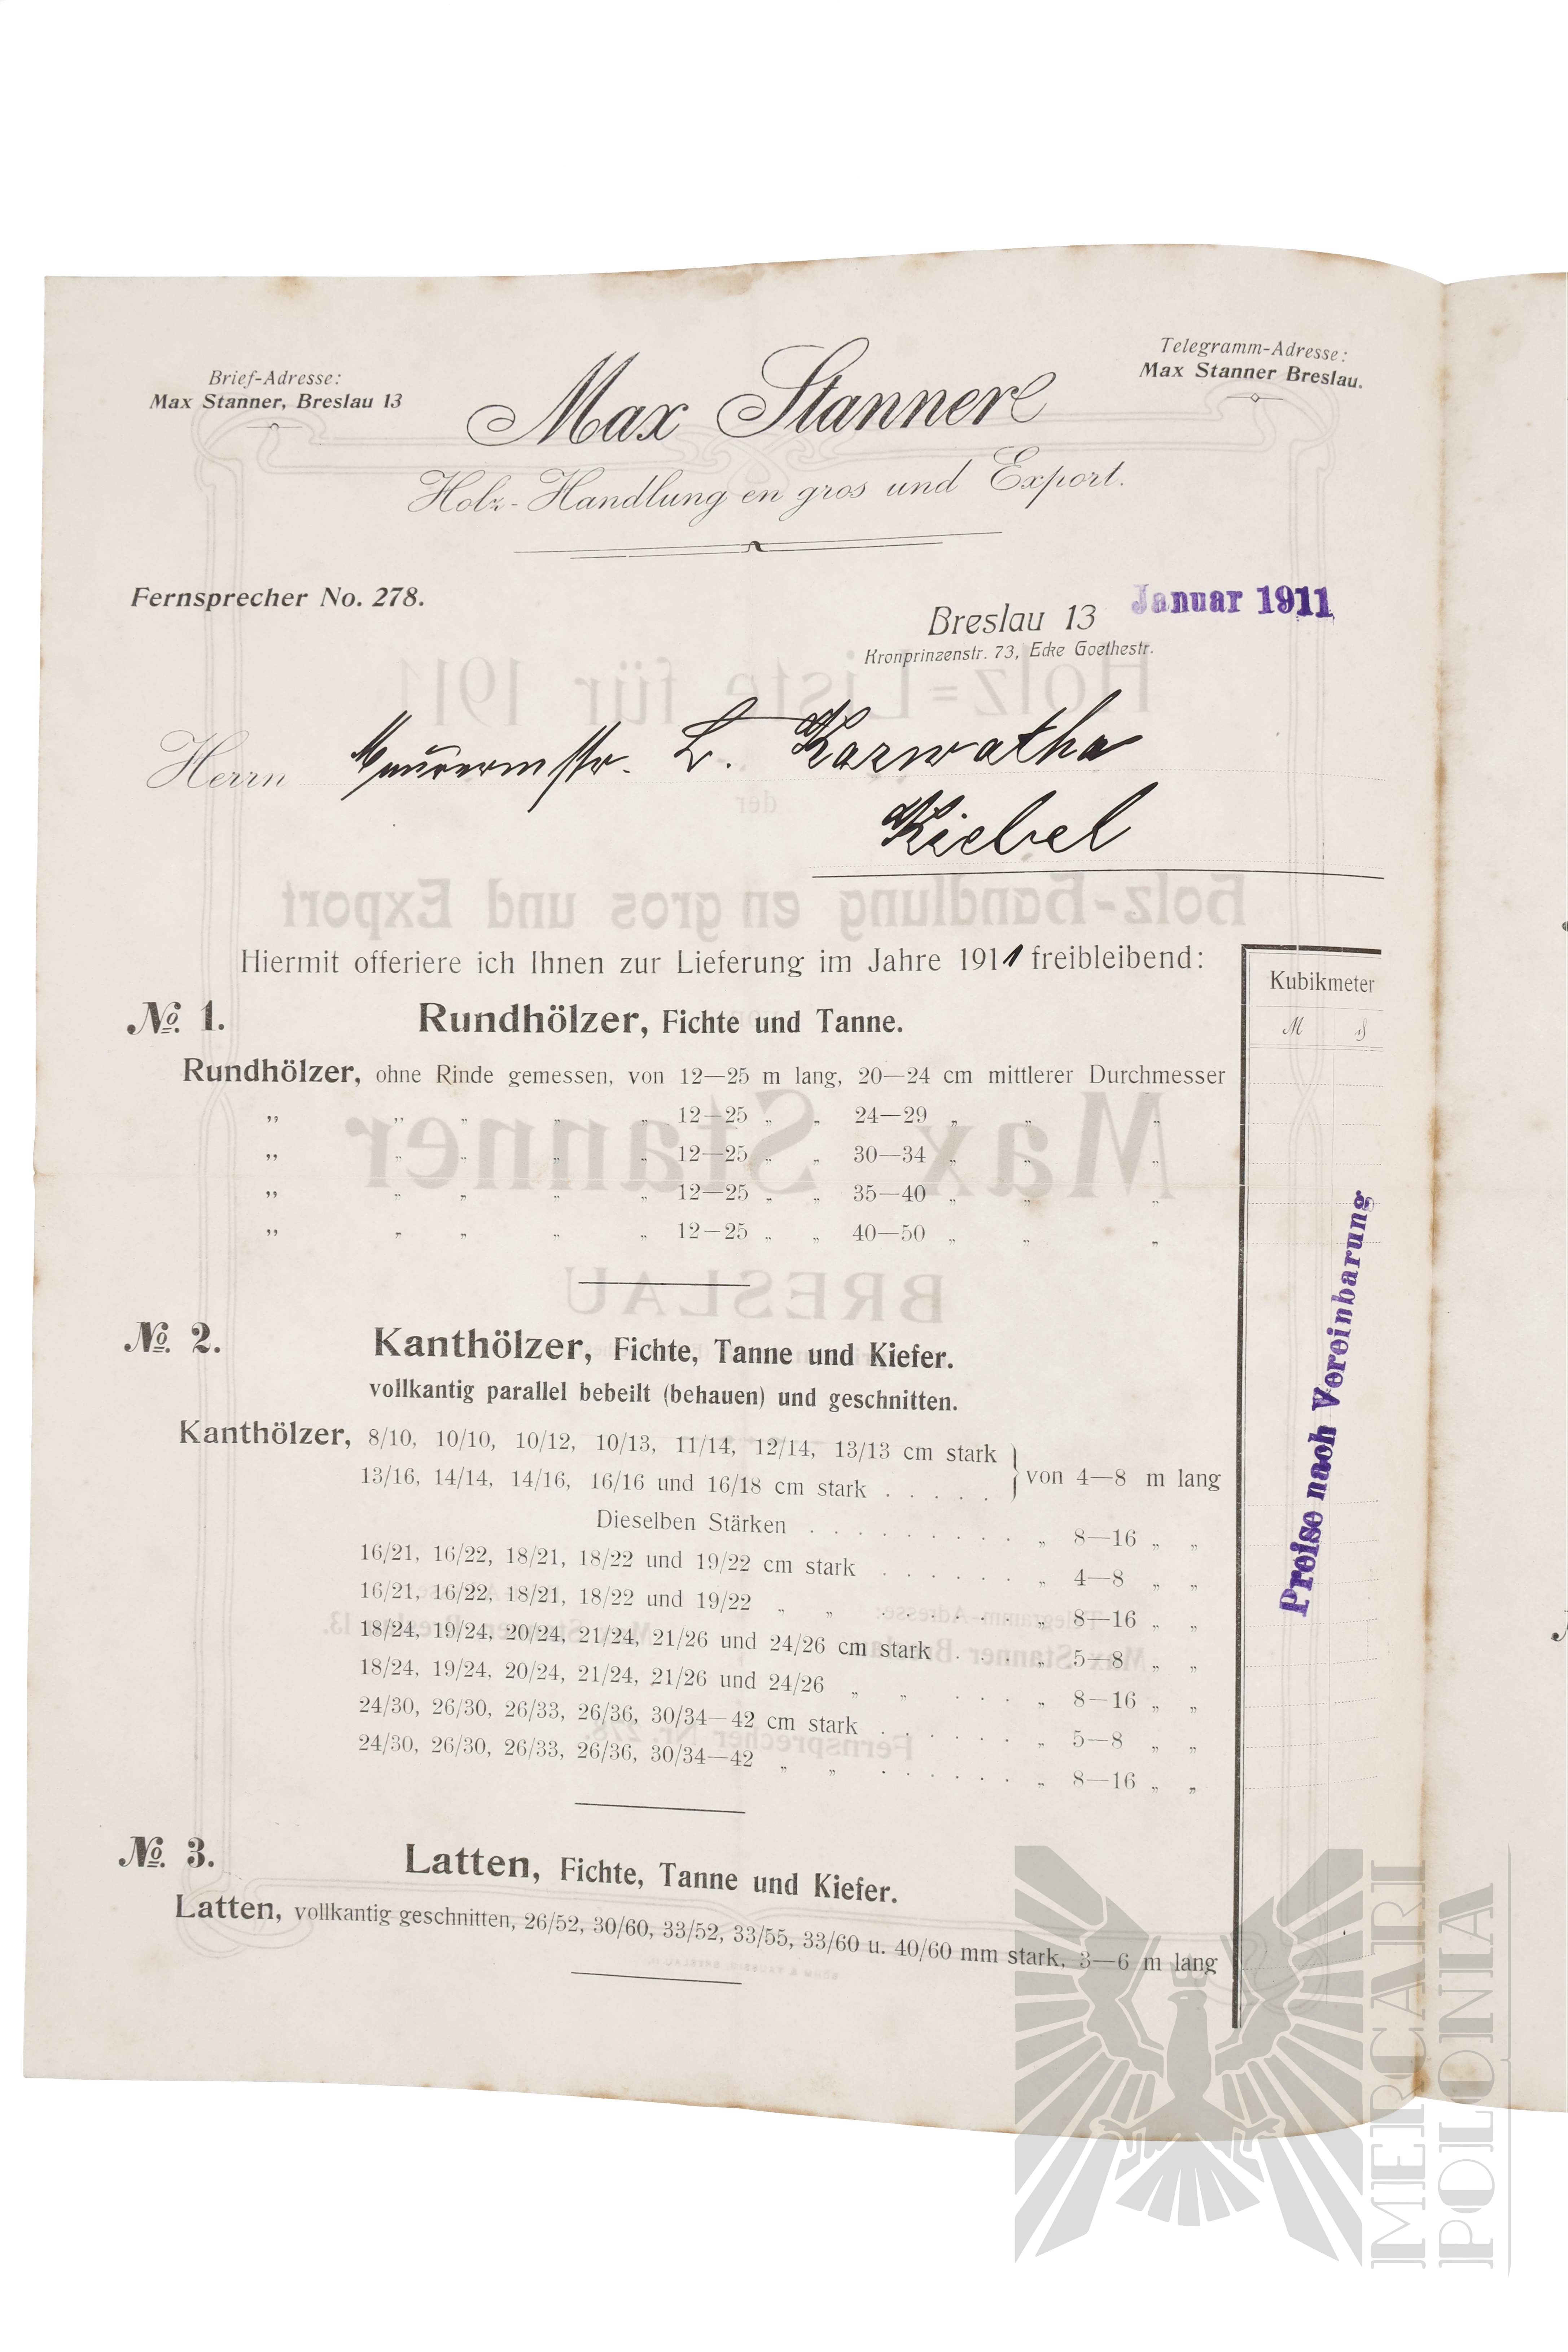 Brief-Adresse:
Max Stanner, Breslau 13
Telegramm-Adresse:
Max Stanner Breslau.
Max Stanner
Holz-Handlung en gros und Export.
Fernsprecher No. 278.
Breslau 13 Januar 1911
Kronprinzenstr. 73, Ecke Goethestr.
Herrn Maurermstr. L. Karwatha
Kiebel
Hiermit offeriere ich Ihnen zur Lieferung im Jahre 1911 freibleibend:
Kubikmeter
M ₰
No. 1. Rundhölzer, Fichte und Tanne.
Rundhölzer, ohne Rinde gemessen, von 12—25 m lang, 20—24 cm mittlerer Durchmesser
„ „ „ „ „ 12—25 „ „ 24—29 „ „ „
„ „ „ „ „ 12—25 „ „ 30—34 „ „ „
„ „ „ „ „ 12—25 „ „ 35—40 „ „ „
„ „ „ „ „ 12—25 „ „ 40—50 „ „ „
No. 2. Kanthölzer, Fichte, Tanne und Kiefer.
vollkantig parallel bebeilt (behauen) und geschnitten.
Kanthölzer, 8/10, 10/10, 10/12, 10/13, 11/14, 12/14, 13/13 cm stark
13/16, 14/14, 14/16, 16/16 und 16/18 cm stark . . . . . } von 4—8 m lang
Dieselben Stärken . . . . . . . . . „ 8—16 „ „
16/21, 16/22, 18/21, 18/22 und 19/22 cm stark . . . . . . „ 4—8 „ „
16/21, 16/22, 18/21, 18/22 und 19/22 „ „ . . . . . . „ 8—16 „ „
18/24, 19/24, 20/24, 21/24, 21/26 und 24/26 cm stark . . . „ 5—8 „ „
18/24, 19/24, 20/24, 21/24, 21/26 und 24/26 „ „ . . . „ 8—16 „ „
24/30, 26/30, 26/33, 26/36, 30/34—42 cm stark . . . . . . „ 5—8 „ „
24/30, 26/30, 26/33, 26/36, 30/34—42 „ „ . . . . . . „ 8—16 „ „
Preise nach Vereinbarung
No. 3. Latten, Fichte, Tanne und Kiefer.
Latten, vollkantig geschnitten, 26/52, 30/60, 33/52, 33/55, 33/60 u. 40/60 mm stark, 3—6 m lang
MERCARI
POLONIA